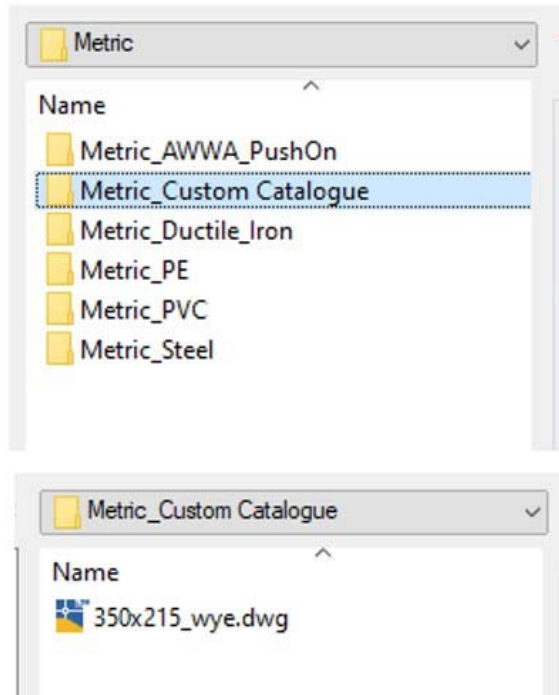 Metric
Name
Metric_AWWA_PushOn
Metric_Custom Catalogue
Metric_Ductile_Iron
Metric_PE
Metric_PVC
Metric_Steel
Metric_Custom Catalogue
Name
350x215_wye.dwg